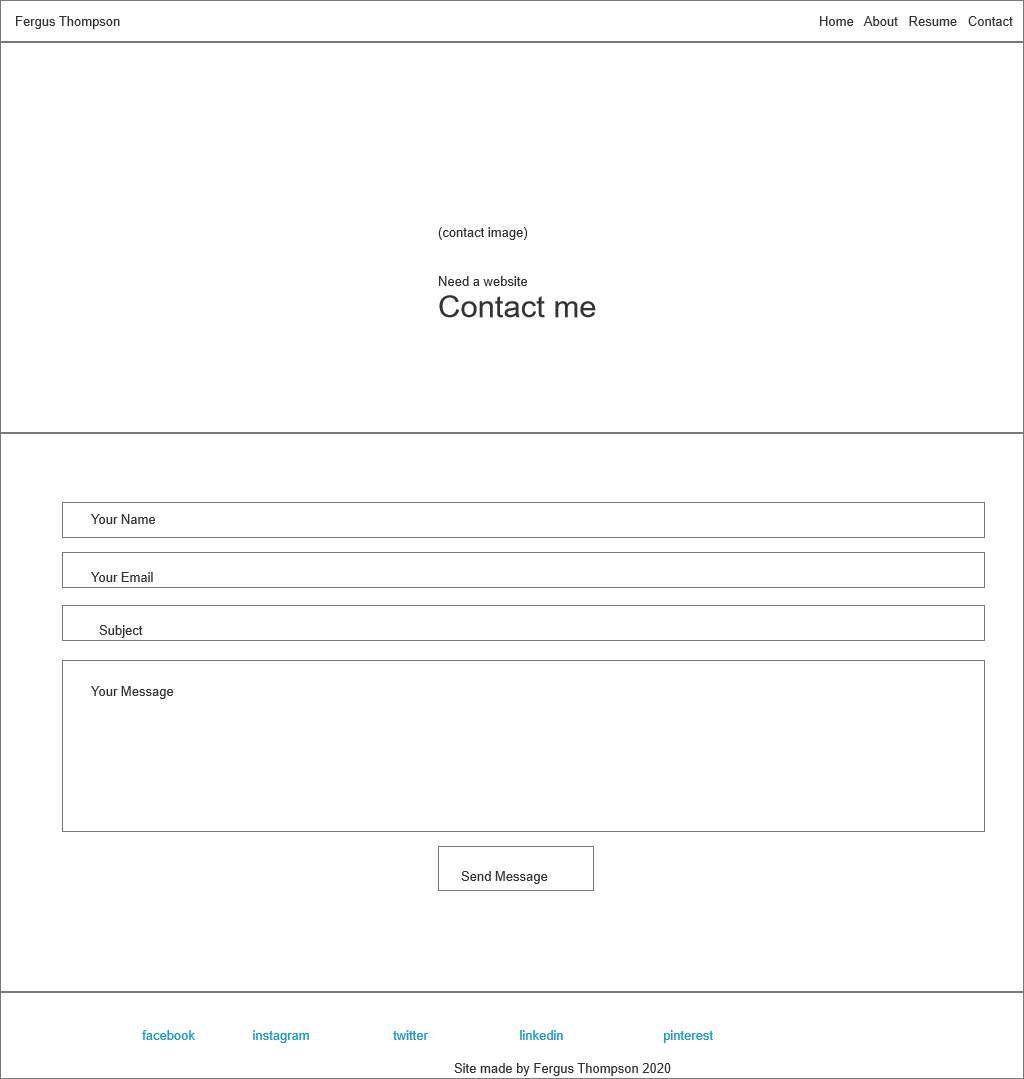 Fergus Thompson Home About Resume Contact
(contact image)
Need a website
Contact me
Your Name
Your Email
Subject
Your Message
Send Message
facebook instagram twitter linkedin pinterest
Site made by Fergus Thompson 2020